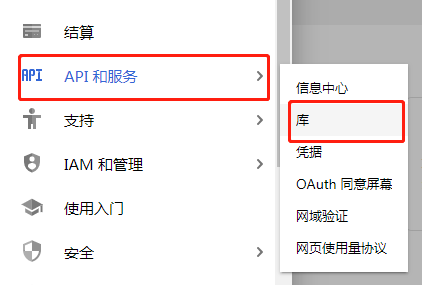 结算
API
API 和服务
支持
IAM 和管理
使用入门
安全
信息中心
库
凭据
OAuth 同意屏幕
网域验证
网页使用量协议